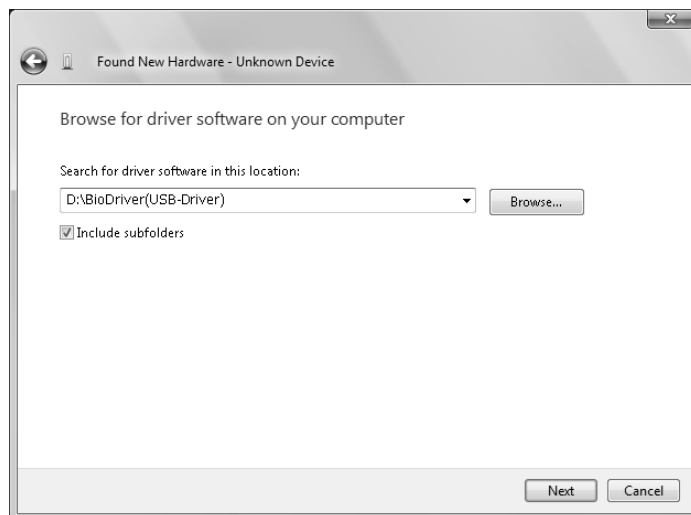 Found New Hardware - Unknown Device
Browse for driver software on your computer
Search for driver software in this location:
D:\BioDriver(USB-Driver)
Browse...
Include subfolders
Next
Cancel